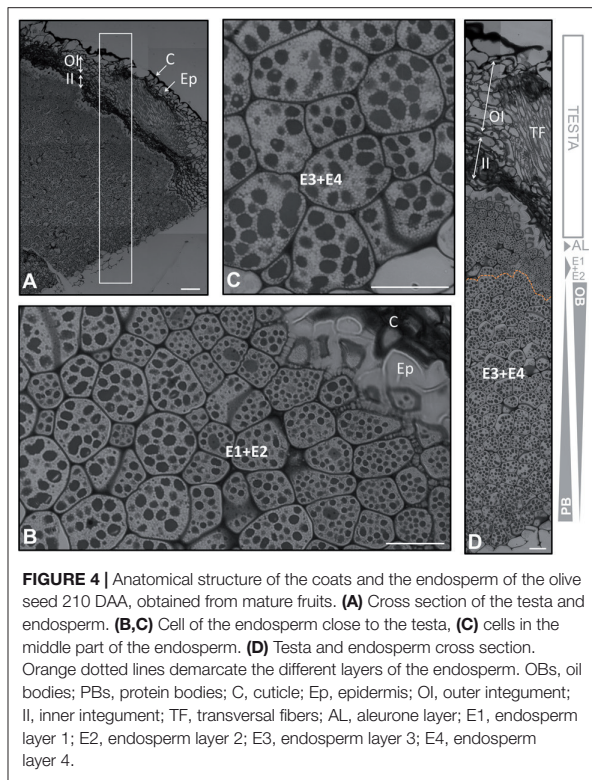 OI
II
C
Ep
A
E3+E4
C
OI
II
TF
TESTA
AL
E1
+
E2
OB
E3+E4
PB
D
C
Ep
E1+E2
B
FIGURE 4 | Anatomical structure of the coats and the endosperm of the olive
seed 210 DAA, obtained from mature fruits. (A) Cross section of the testa and
endosperm. (B,C) Cell of the endosperm close to the testa, (C) cells in the
middle part of the endosperm. (D) Testa and endosperm cross section.
Orange dotted lines demarcate the different layers of the endosperm. OBs, oil
bodies; PBs, protein bodies; C, cuticle; Ep, epidermis; OI, outer integument;
II, inner integument; TF, transversal fibers; AL, aleurone layer; E1, endosperm
layer 1; E2, endosperm layer 2; E3, endosperm layer 3; E4, endosperm
layer 4.